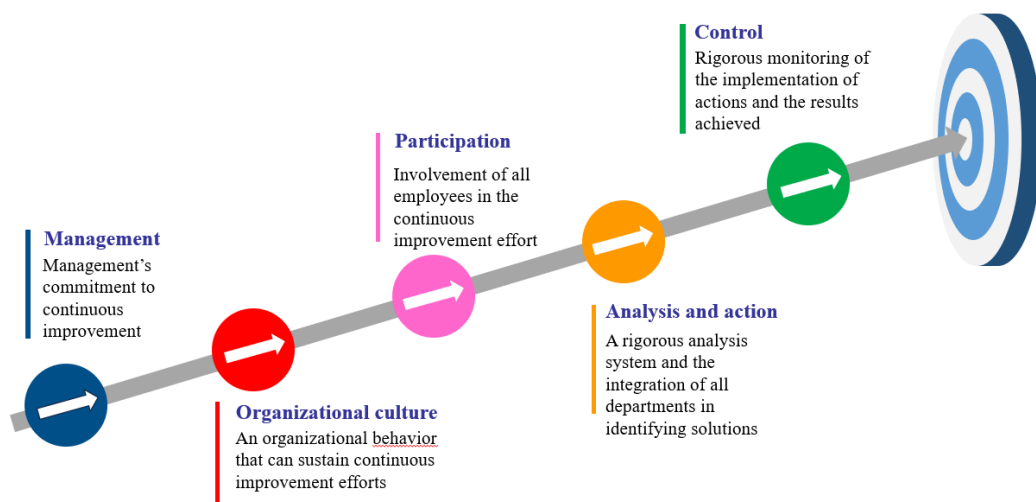 Management
Management's
commitment to
continuous
improvement
Organizational culture
An organizational behavior
that can sustain continuous
improvement efforts
Participation
Involvement of all
employees in the
continuous
improvement effort
Analysis and action
A rigorous analysis
system and the
integration of all
departments in
identifying solutions
Control
Rigorous monitoring of
the implementation of
actions and the results
achieved